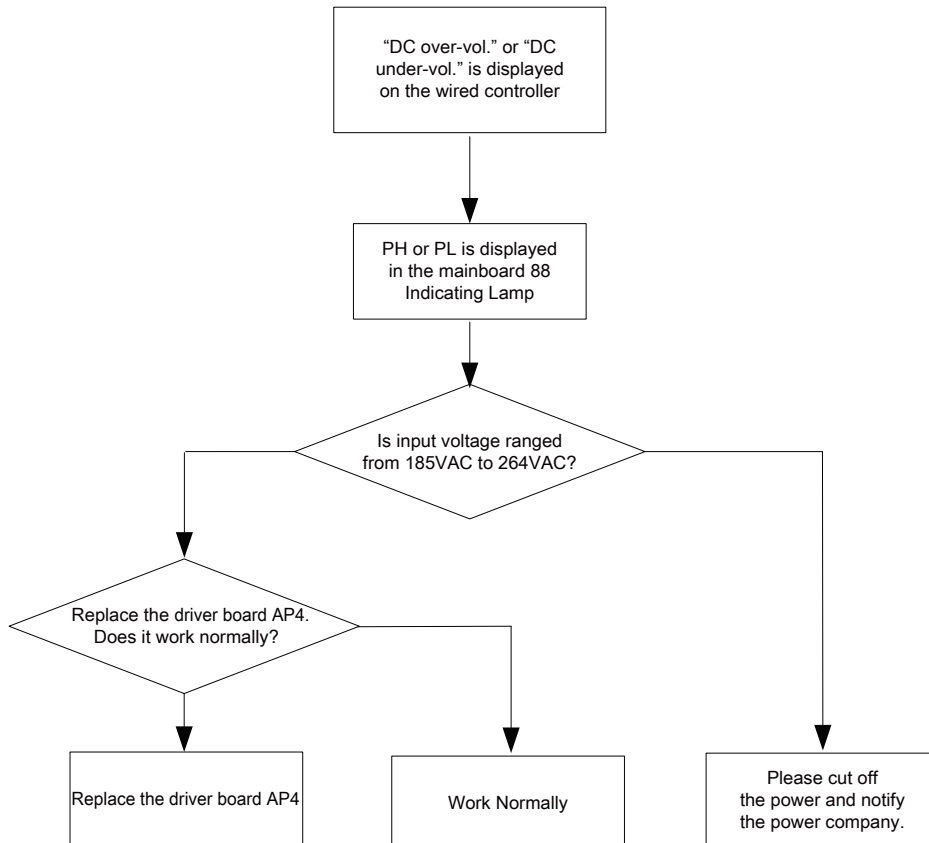 “DC over-vol.” or “DC
under-vol.” is displayed
on the wired controller
PH or PL is displayed
in the mainboard 88
Indicating Lamp
Is input voltage ranged
from 185VAC to 264VAC?
Replace the driver board AP4.
Does it work normally?
Replace the driver board AP4
Work Normally
Please cut off
the power and notify
the power company.